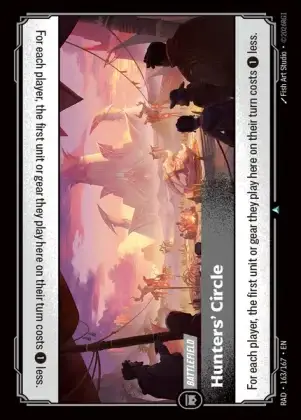 For each player, the first unit or gear they play here on their turn costs 1 less.
BATTLEFIELD
Hunters' Circle
For each player, the first unit or gear they play here on their turn costs 1 less.
RAD • 163/167 • EN
Fish Art Studio • ©2026RGI